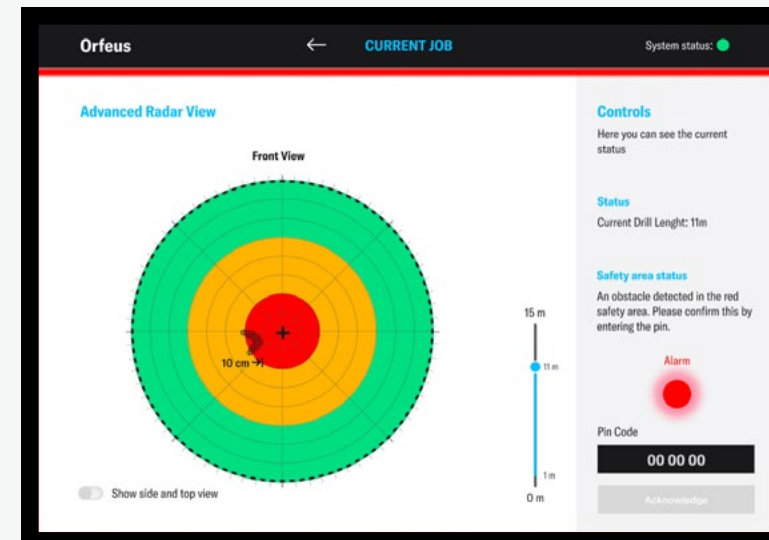 Orfeus
←
CURRENT JOB
System status:
Advanced Radar View
Front View
10 cm
Show side and top view
15 m
11 m
1 m
0 m
Controls
Here you can see the current
status
Status
Current Drill Lenght: 11m
Safety area status
An obstacle detected in the red
safety area. Please confirm this by
entering the pin.
Alarm
Pin Code
00 00 00
Acknowledge